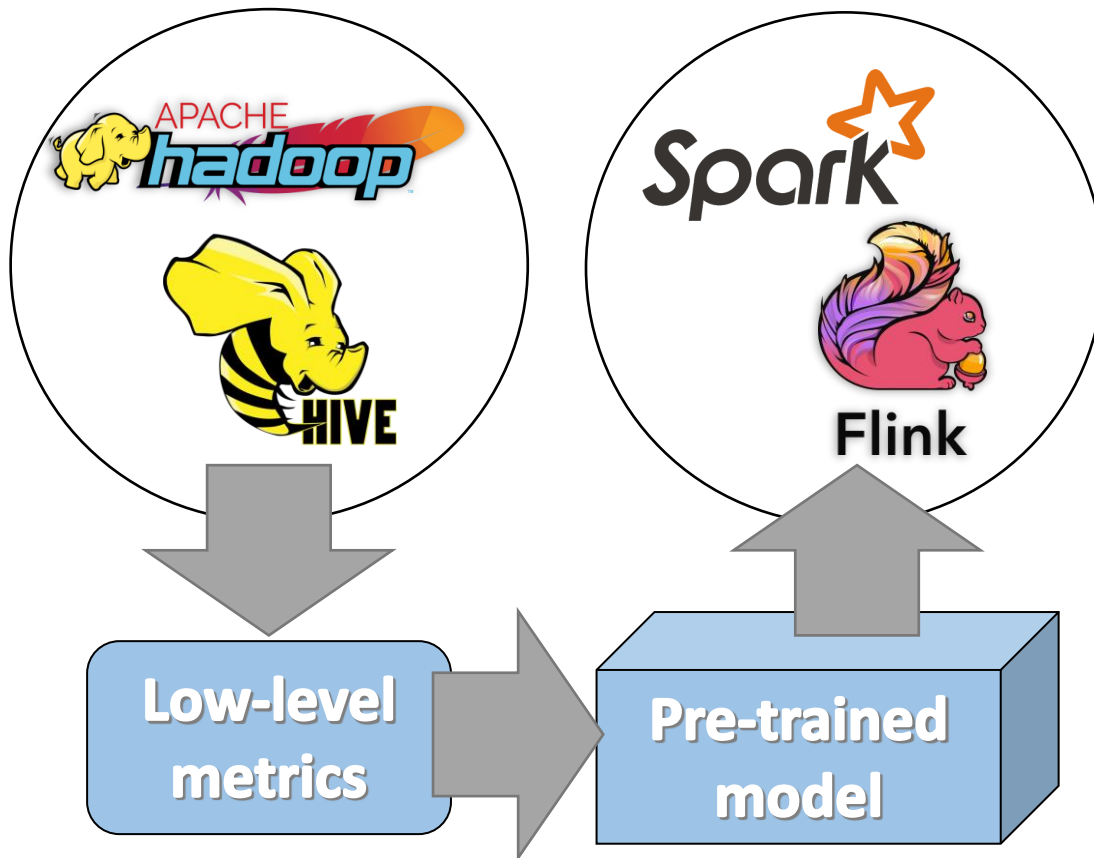 APACHE
hadoop
HIVE
Spark
Flink
Low-level
metrics
Pre-trained
model